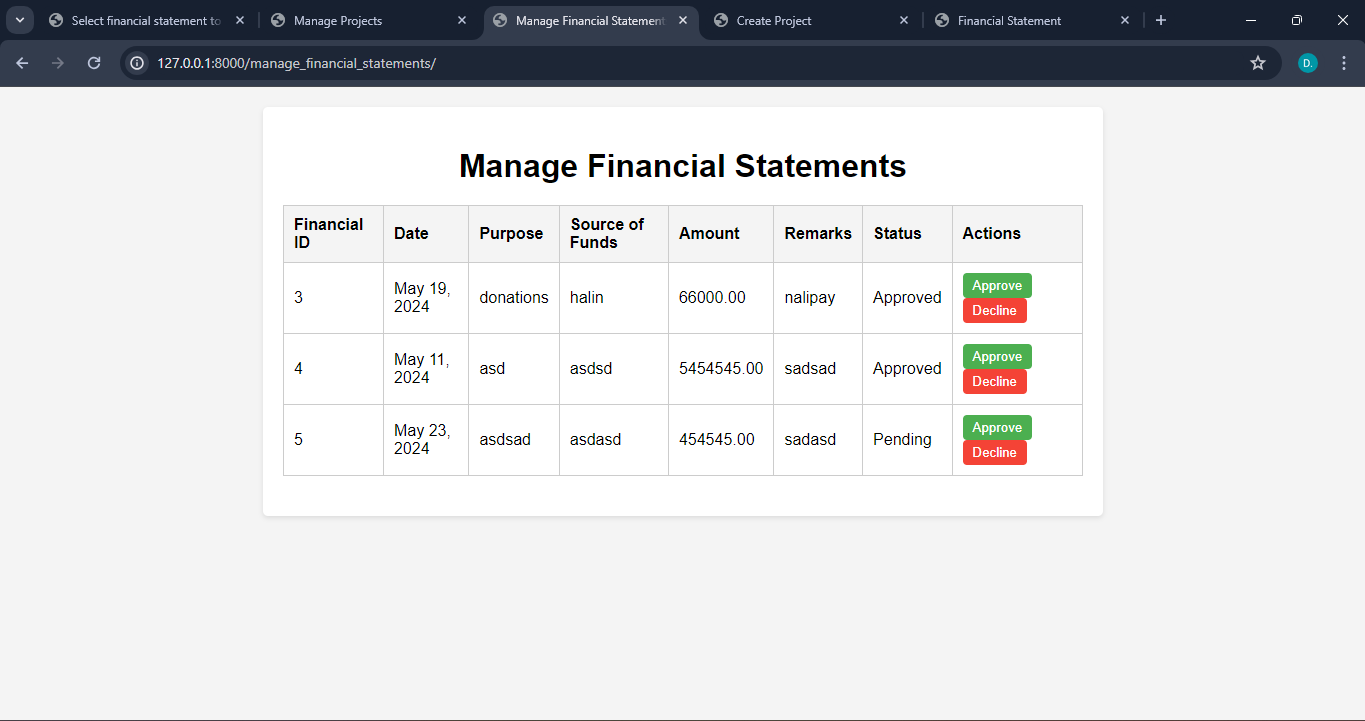 Select financial statement to
Manage Projects
Manage Financial Statement
Create Project
Financial Statement
127.0.0.1:8000/manage_financial_statements/
D.
Manage Financial Statements
Financial ID Date Purpose Source of Funds Amount Remarks Status Actions
3 May 19, 2024 donations halin 66000.00 nalipay Approved Approve
Decline
4 May 11, 2024 asd asdsd 5454545.00 sadsad Approved Approve
Decline
5 May 23, 2024 asdsad asdasd 454545.00 sadasd Pending Approve
Decline